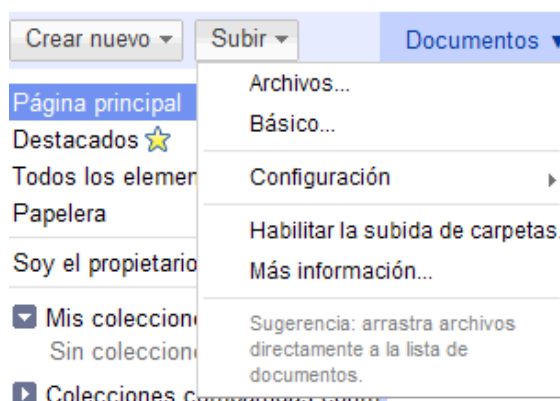 Crear nuevo
Subir
Documentos
Página principal
Destacados
Todos los elemen
Papelera
Soy el propietario
Mis coleccion
Sin coleccion
Colecciones
Archivos...
Básico...
Configuración
Habilitar la subida de carpetas.
Más información...
Sugerencia: arrastra archivos
directamente a la lista de
documentos.